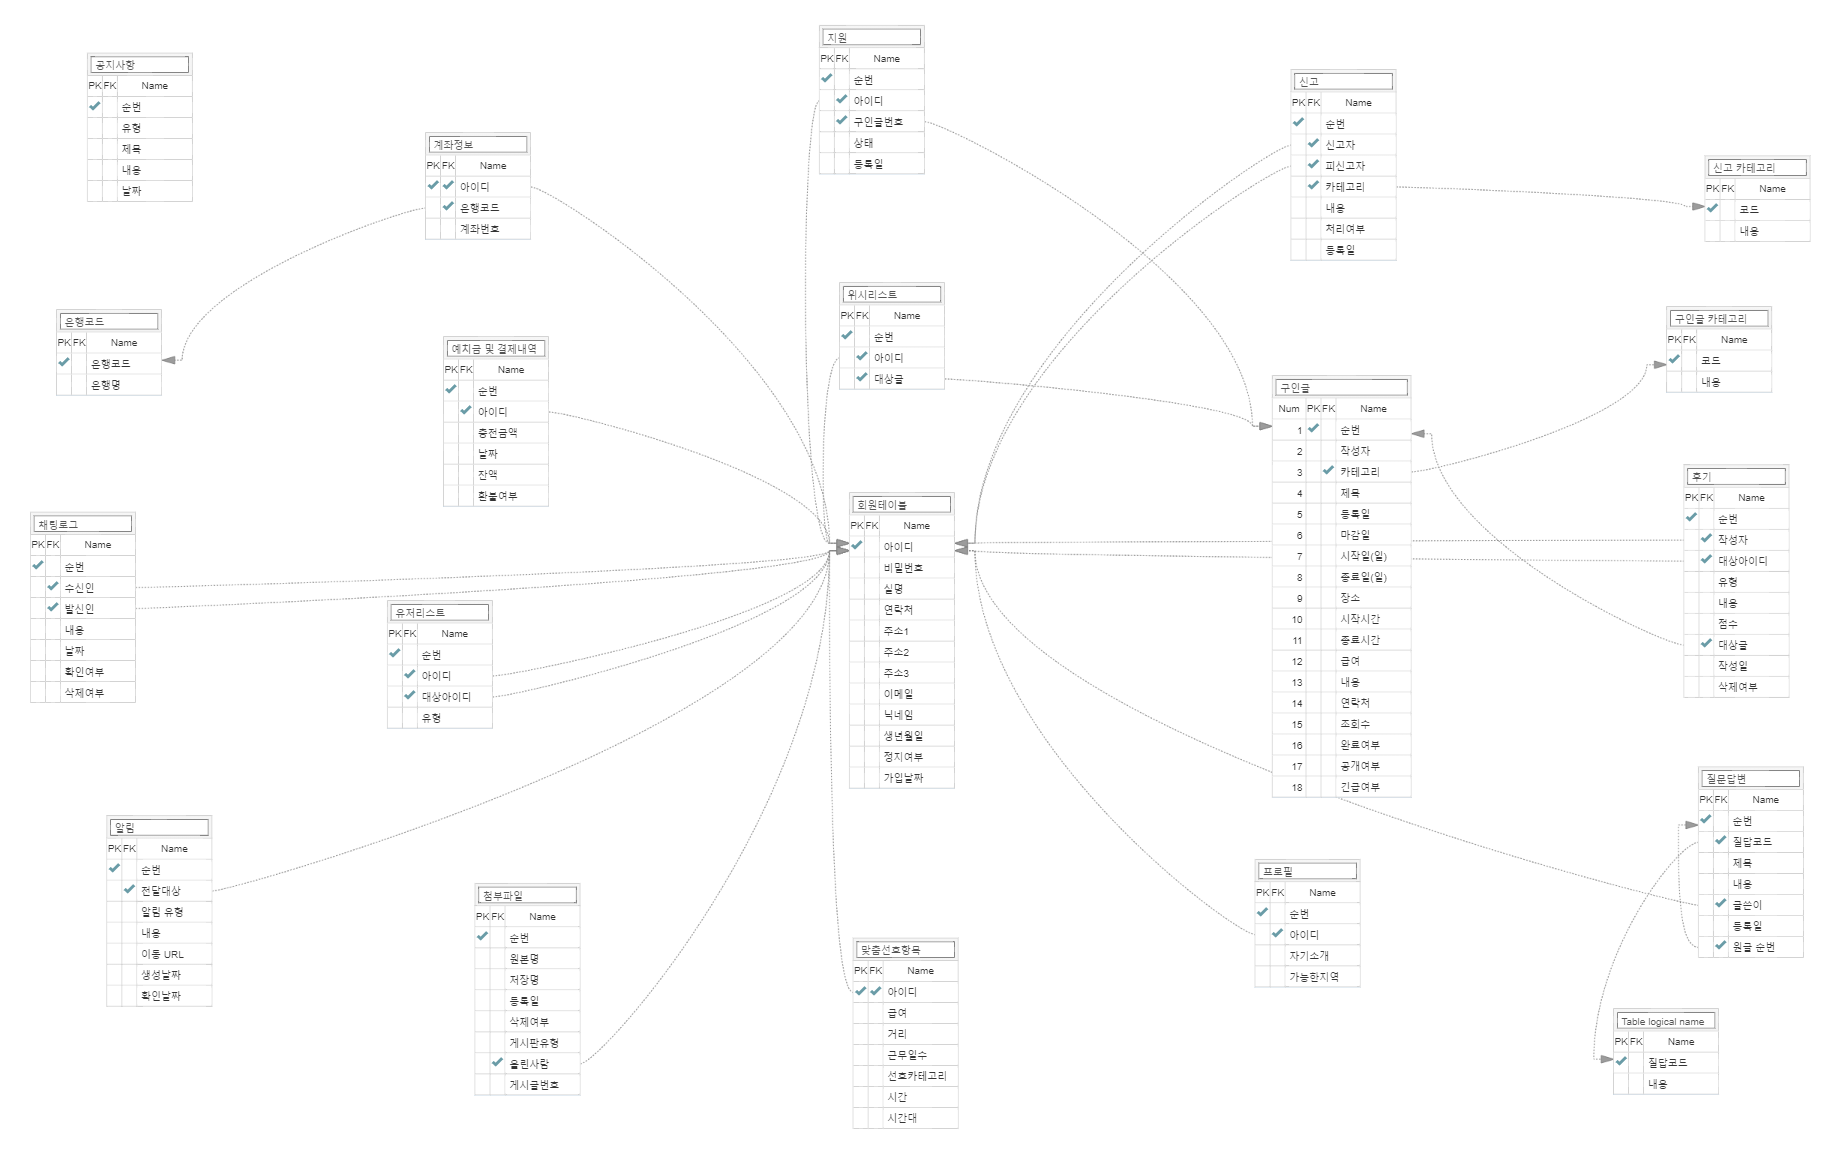 공지사항
PK FK Name
순번
유형
제목
내용
날짜
계좌정보
PK FK Name
아이디
은행코드
계좌번호
은행코드
PK FK Name
은행코드
은행명
예치금 및 결제내역
PK FK Name
순번
아이디
충전금액
날짜
잔액
환불여부
채팅로그
PK FK Name
순번
수신인
발신인
내용
날짜
확인여부
삭제여부
유저리스트
PK FK Name
순번
아이디
대상아이디
유형
알림
PK FK Name
순번
전달대상
알림 유형
내용
이동 URL
생성날짜
확인날짜
첨부파일
PK FK Name
순번
원본명
저장명
등록일
삭제여부
게시판유형
올린사람
게시글번호
지원
PK FK Name
순번
아이디
구인글번호
상태
등록일
위시리스트
PK FK Name
순번
아이디
대상글
회원테이블
PK FK Name
아이디
비밀번호
실명
연락처
주소1
주소2
주소3
이메일
닉네임
생년월일
정지여부
가입날짜
맞춤선호항목
PK FK Name
아이디
급여
거리
근무일수
선호카테고리
시간
시간대
신고
PK FK Name
순번
신고자
피신고자
카테고리
내용
처리여부
등록일
신고 카테고리
PK FK Name
코드
내용
구인글 카테고리
PK FK Name
코드
내용
구인글
Num PK FK Name
1 순번
2 작성자
3 카테고리
4 제목
5 등록일
6 마감일
7 시작일(일)
8 종료일(일)
9 장소
10 시작시간
11 종료시간
12 급여
13 내용
14 연락처
15 조회수
16 완료여부
17 공개여부
18 긴급여부
후기
PK FK Name
순번
작성자
대상아이디
유형
내용
점수
대상글
작성일
삭제여부
프로필
PK FK Name
순번
아이디
자기소개
가능한지역
질문답변
PK FK Name
순번
질답코드
제목
내용
글쓴이
등록일
원글 순번
Table logical name
PK FK Name
질답코드
내용